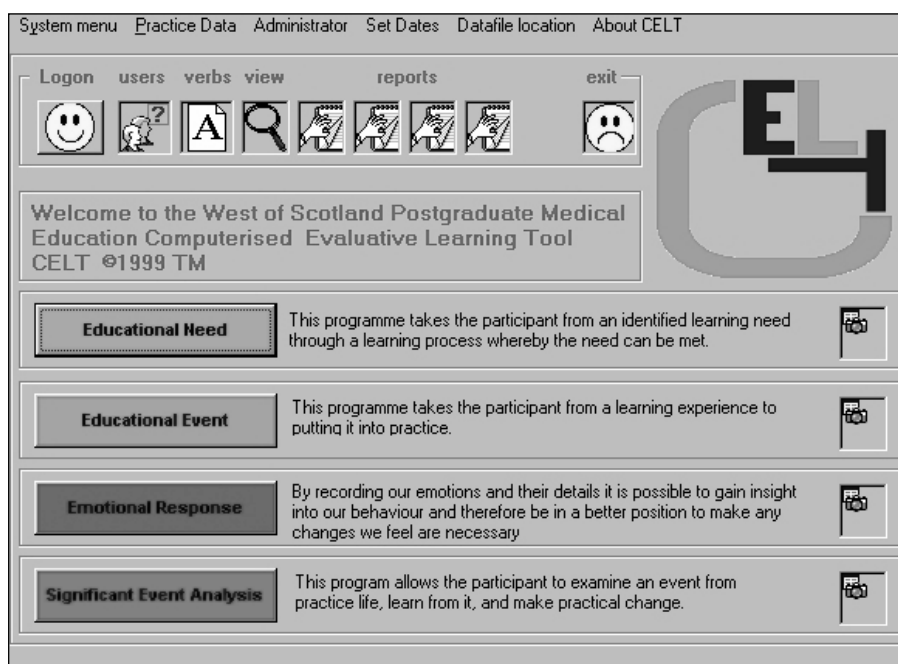 System menu Practice Data Administrator Set Dates Datafile location About CELT
Logon users verbs view reports exit
? A
CELT
Welcome to the West of Scotland Postgraduate Medical
Education Computerised Evaluative Learning Tool
CELT ©1999 TM
Educational Need
This programme takes the participant from an identified learning need
through a learning process whereby the need can be met.
Educational Event
This programme takes the participant from a learning experience to
putting it into practice.
Emotional Response
By recording our emotions and their details it is possible to gain insight
into our behaviour and therefore be in a better position to make any
changes we feel are necessary
Significant Event Analysis
This program allows the participant to examine an event from
practice life, learn from it, and make practical change.